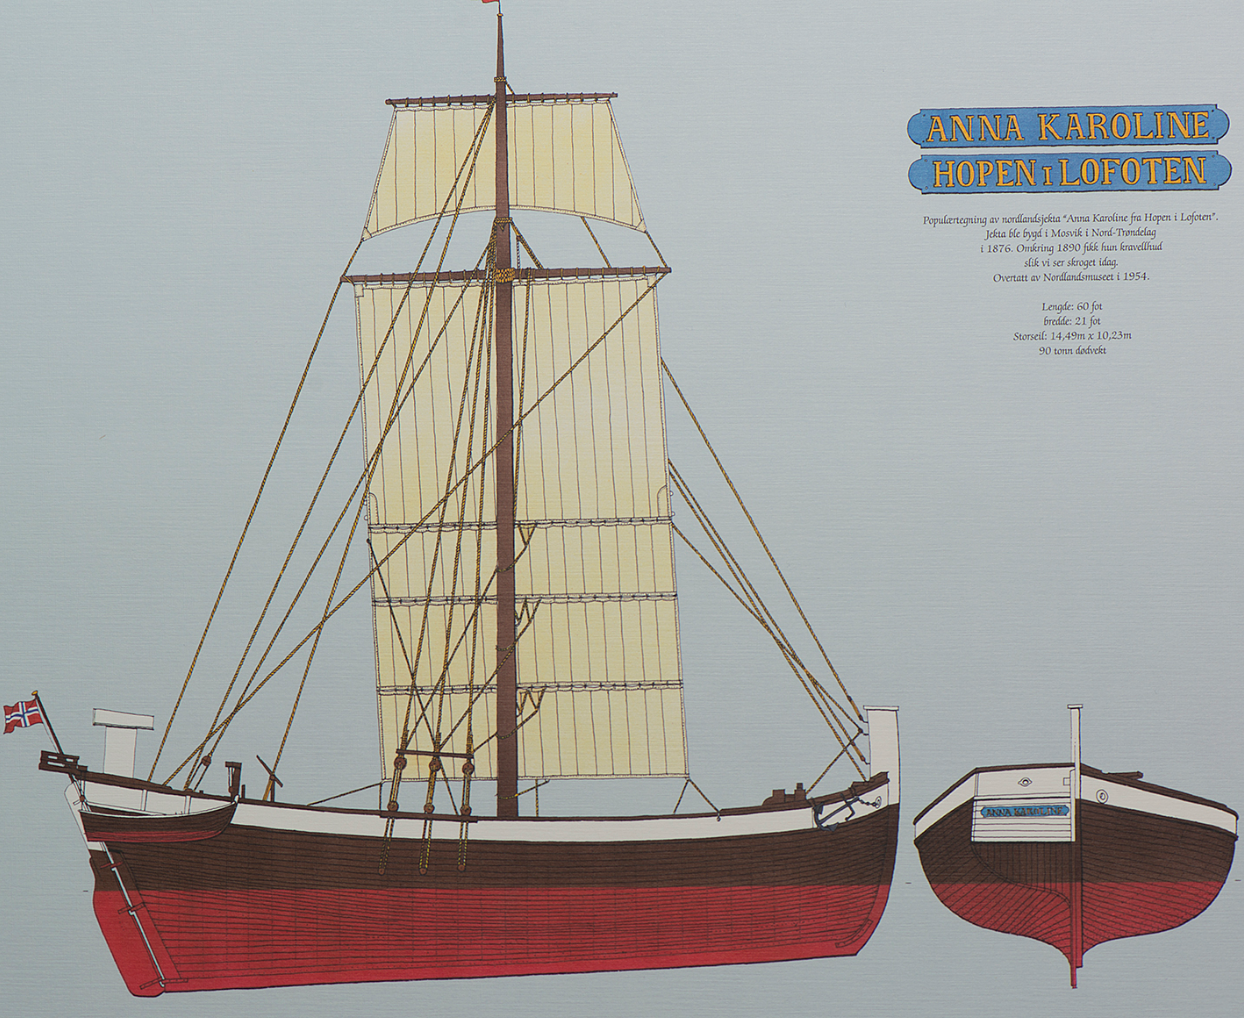 ANNA KAROLINE
HOPEN I LOFOTEN
Populærtegning av nordlandsjekta "Anna Karoline fra Hopen i Lofoten".
Jekta ble bygd i Mosvik i Nord-Trøndelag
i 1876. Omkring 1890 fikk hun kravellhud
slik vi ser skroget idag.
Overtatt av Nordlandsmuseet i 1954.
Lengde: 60 fot
bredde: 21 fot
Storseil: 14,49m x 10,23m
90 tonn dødvekt
ANNA KAROLINE